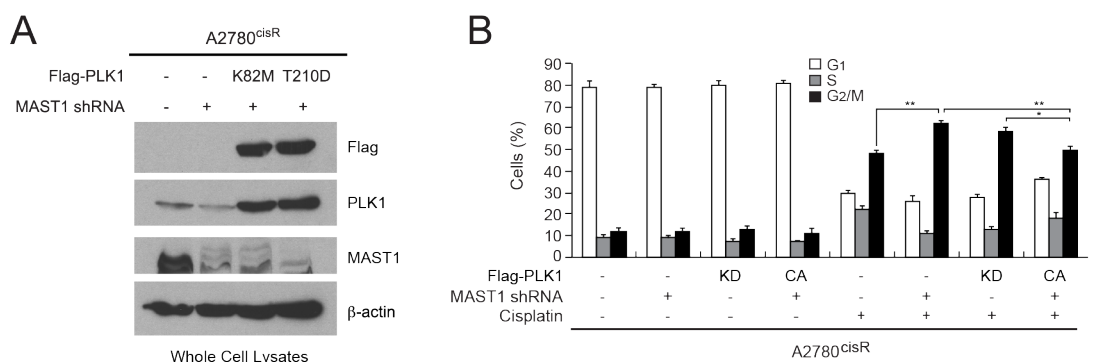 A
A2780cisR
Flag-PLK1 - - K82M T210D
MAST1 shRNA - + + +
Flag
PLK1
MAST1
β-actin
Whole Cell Lysates
B
G1
S
G2/M
Cells (%)
90
80
70
60
50
40
30
20
10
0
** ** *
Flag-PLK1 - - KD CA - - KD CA
MAST1 shRNA - + - + - + - +
Cisplatin - - - - + + + +
A2780cisR